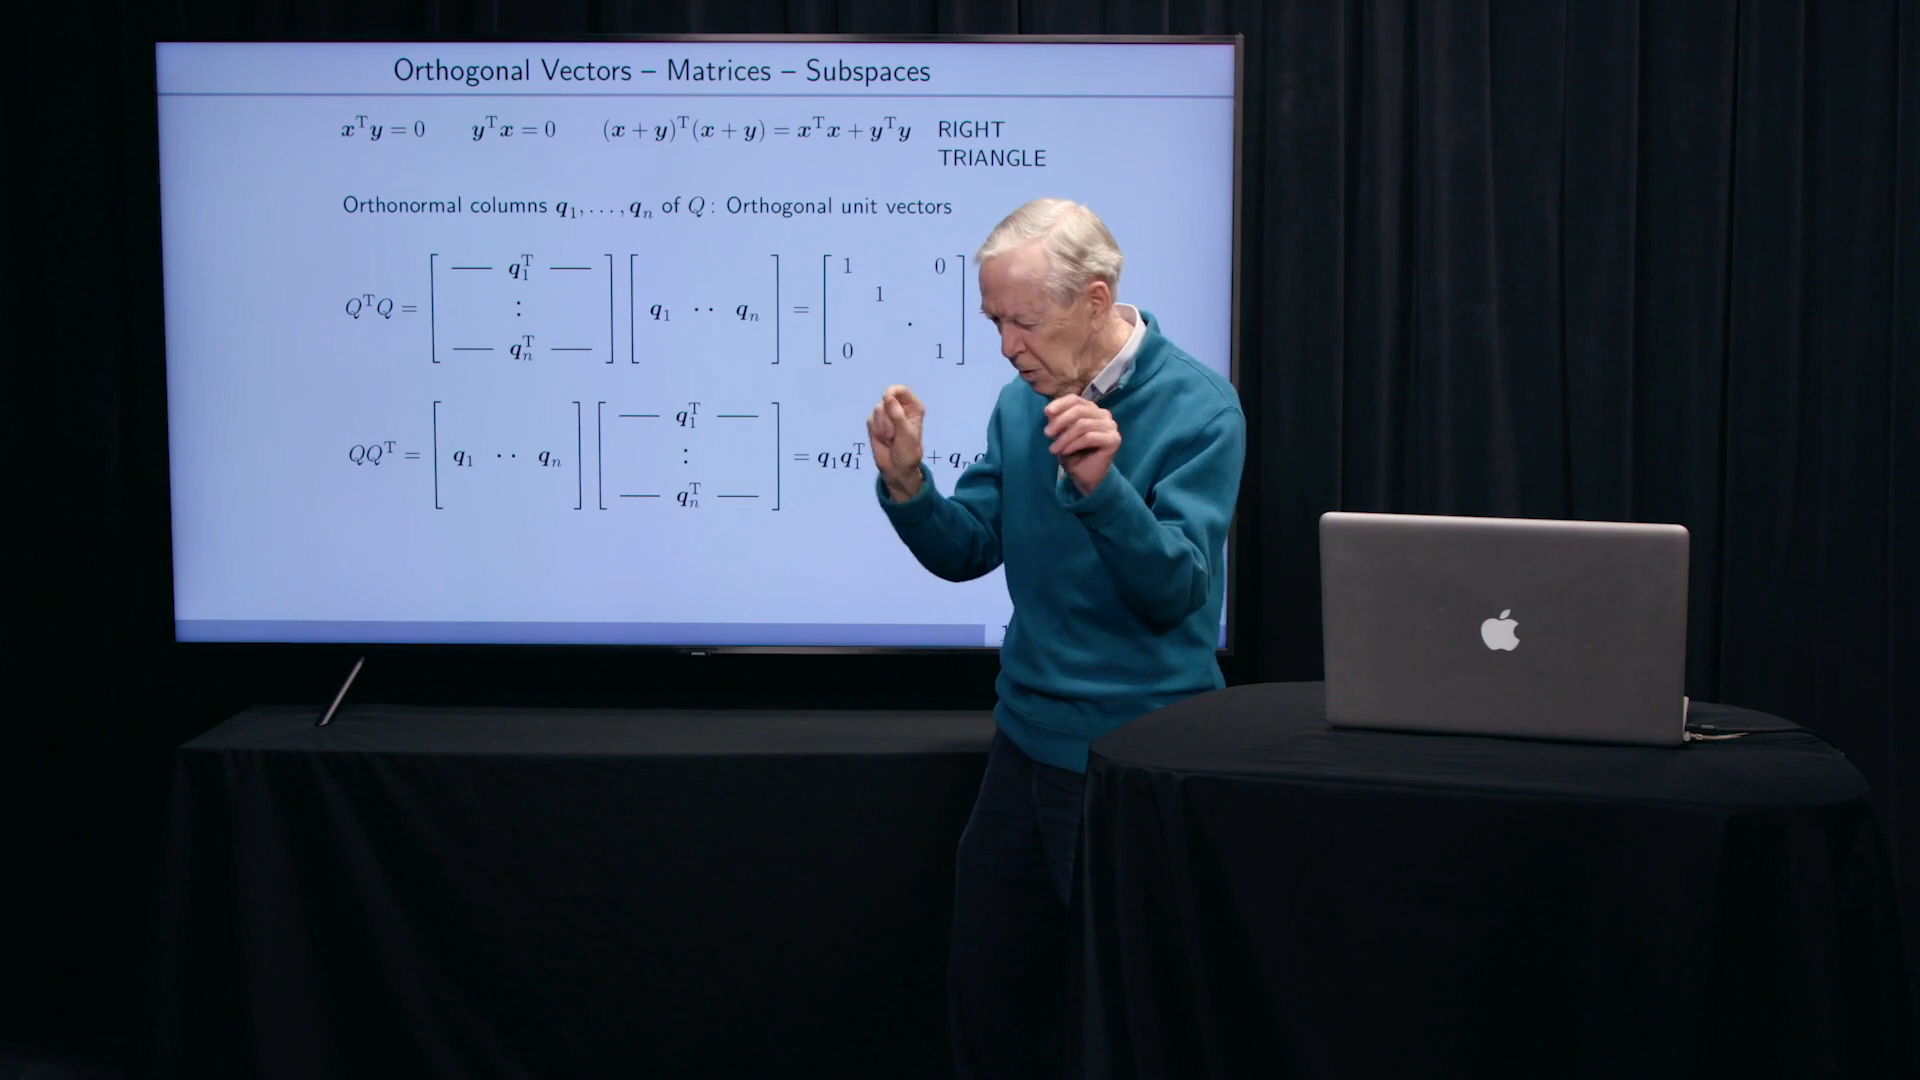 Orthogonal Vectors – Matrices – Subspaces
xᵀy = 0 yᵀx = 0 (x + y)ᵀ(x + y) = xᵀx + yᵀy RIGHT
TRIANGLE
Orthonormal columns q₁, . . . , qₙ of Q : Orthogonal unit vectors
QᵀQ = [ — q₁ᵀ — : — qₙᵀ — ] [ q₁ ·· qₙ ] = [ 1 0 1 . 0 1 ]
QQᵀ = [ q₁ ·· qₙ ] [ — q₁ᵀ — : — qₙᵀ — ] = q₁q₁ᵀ + qₙ